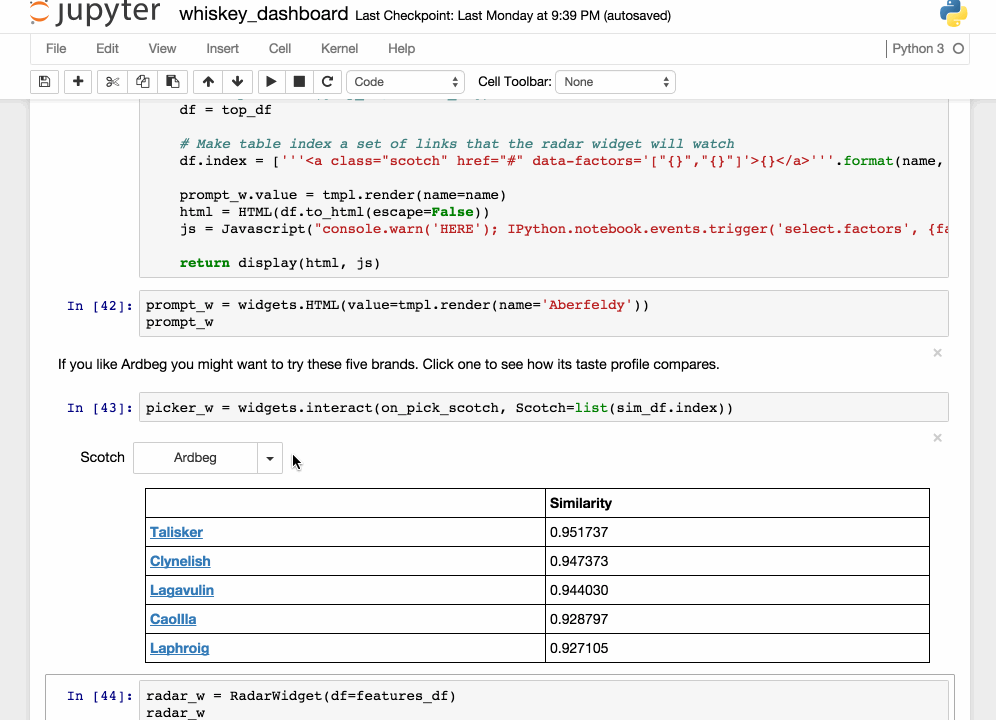 jupyter whiskey_dashboard Last Checkpoint: Last Monday at 9:39 PM (autosaved)
File Edit View Insert Cell Kernel Help Python 3
Code Cell Toolbar: None
df = top_df
# Make table index a set of links that the radar widget will watch
df.index = ['''<a class="scotch" href="#" data-factors='["{}","{}"]'>{}</a>'''.format(name,
prompt_w.value = tmpl.render(name=name)
html = HTML(df.to_html(escape=False))
js = Javascript("console.warn('HERE'); IPython.notebook.events.trigger('select.factors', {fa
return display(html, js)
In [42]: prompt_w = widgets.HTML(value=tmpl.render(name='Aberfeldy'))
prompt_w
If you like Ardbeg you might want to try these five brands. Click one to see how its taste profile compares.
In [43]: picker_w = widgets.interact(on_pick_scotch, Scotch=list(sim_df.index))
Scotch Ardbeg
Similarity
Talisker 0.951737
Clynelish 0.947373
Lagavulin 0.944030
CaolIla 0.928797
Laphroig 0.927105
In [44]: radar_w = RadarWidget(df=features_df)
radar_w